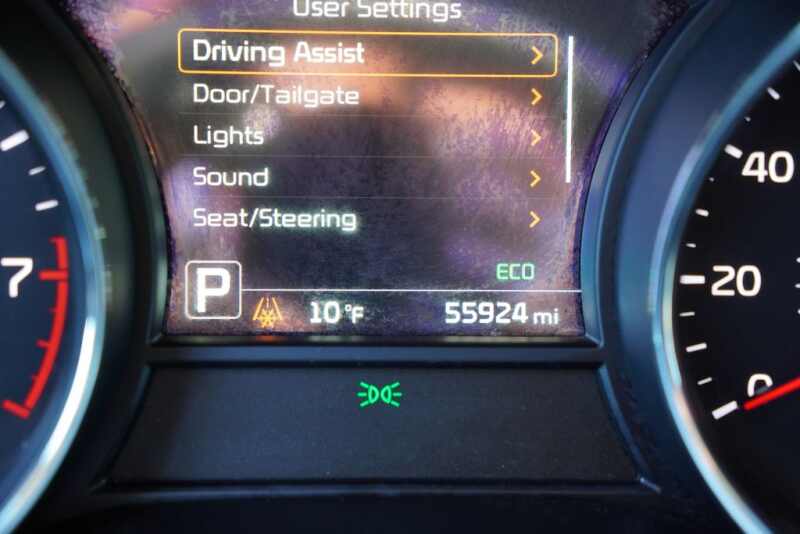 User Settings
Driving Assist
Door/Tailgate
Lights
Sound
Seat/Steering
ECO
P
10 °F
55924 mi
7
40
20
0